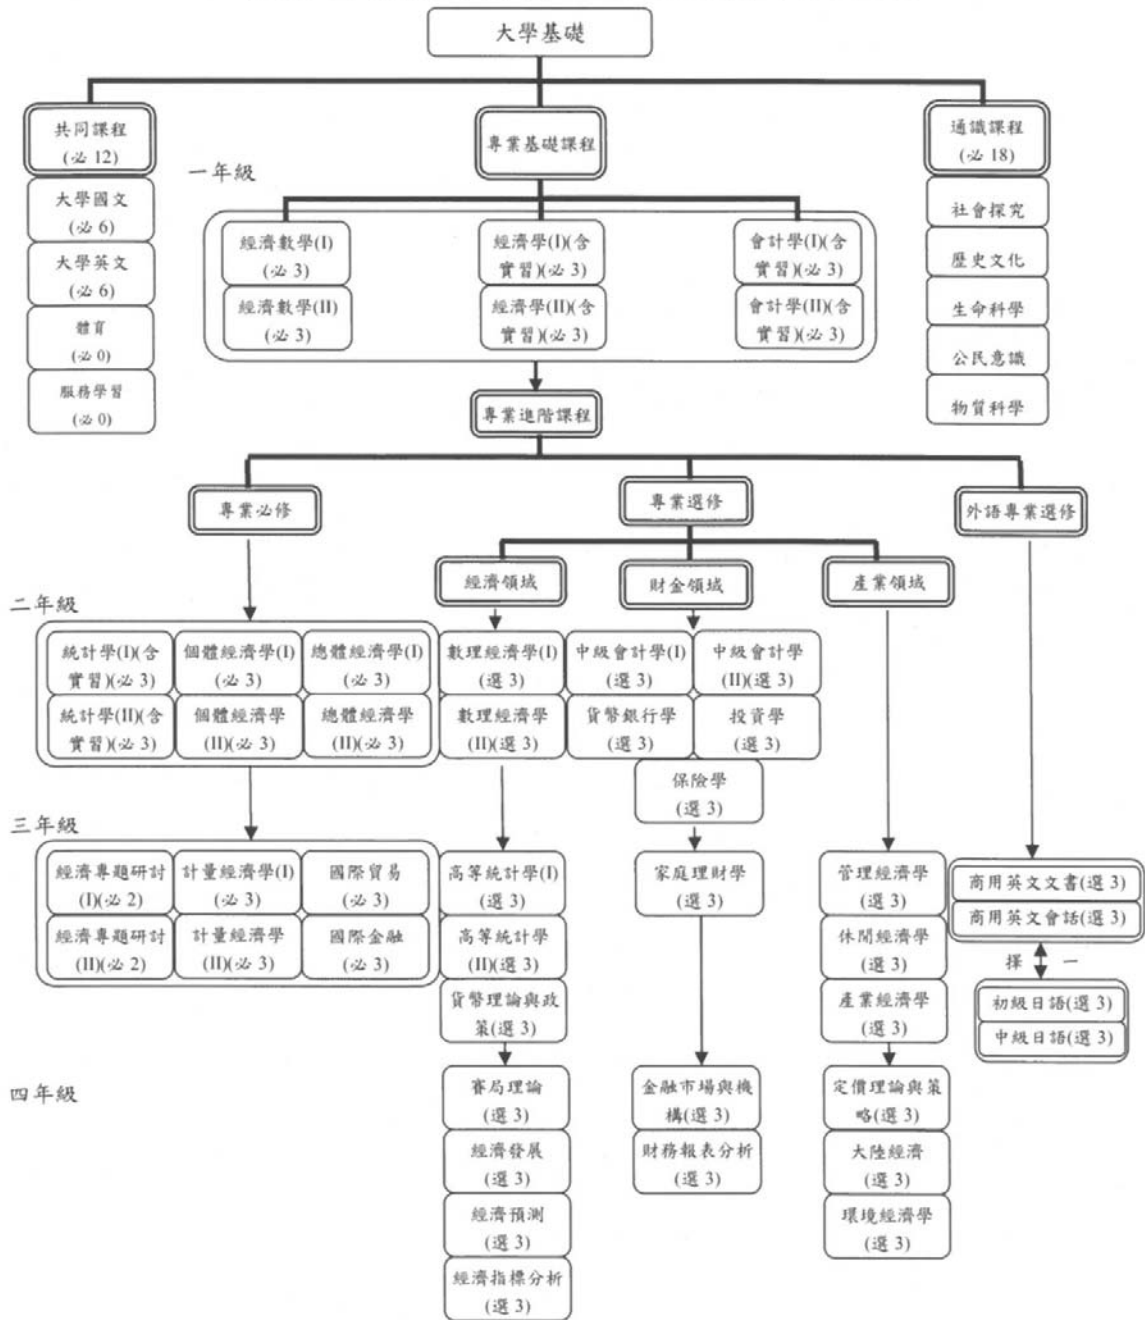 大學基礎
共同課程
(必 12)
大學國文
(必 6)
大學英文
(必 6)
體育
(必 0)
服務學習
(必 0)
專業基礎課程
通識課程
(必 18)
社會探究
歷史文化
生命科學
公民意識
物質科學
一年級
經濟數學(I)
(必 3)
經濟數學(II)
(必 3)
經濟學(I)(含
實習)(必 3)
經濟學(II)(含
實習)(必 3)
會計學(I)(含
實習)(必 3)
會計學(II)(含
實習)(必 3)
專業進階課程
專業必修
專業選修
外語專業選修
經濟領域
財金領域
產業領域
二年級
統計學(I)(含
實習)(必 3)
個體經濟學(I)
(必 3)
總體經濟學(I)
(必 3)
統計學(II)(含
實習)(必 3)
個體經濟學
(II)(必 3)
總體經濟學
(II)(必 3)
數理經濟學(I)
(選 3)
數理經濟學
(II)(選 3)
中級會計學(I)
(選 3)
中級會計學
(II)(選 3)
貨幣銀行學
(選 3)
投資學
(選 3)
保險學
(選 3)
三年級
經濟專題研討
(I)(必 2)
計量經濟學(I)
(必 3)
國際貿易
(必 3)
經濟專題研討
(II)(必 2)
計量經濟學
(II)(必 3)
國際金融
(必 3)
高等統計學(I)
(選 3)
高等統計學
(II)(選 3)
貨幣理論與政
策(選 3)
家庭理財學
(選 3)
管理經濟學
(選 3)
休閒經濟學
(選 3)
產業經濟學
(選 3)
商用英文文書(選 3)
商用英文會話(選 3)
擇 一
初級日語(選 3)
中級日語(選 3)
四年級
賽局理論
(選 3)
經濟發展
(選 3)
經濟預測
(選 3)
經濟指標分析
(選 3)
金融市場與機
構(選 3)
財務報表分析
(選 3)
定價理論與策
略(選 3)
大陸經濟
(選 3)
環境經濟學
(選 3)